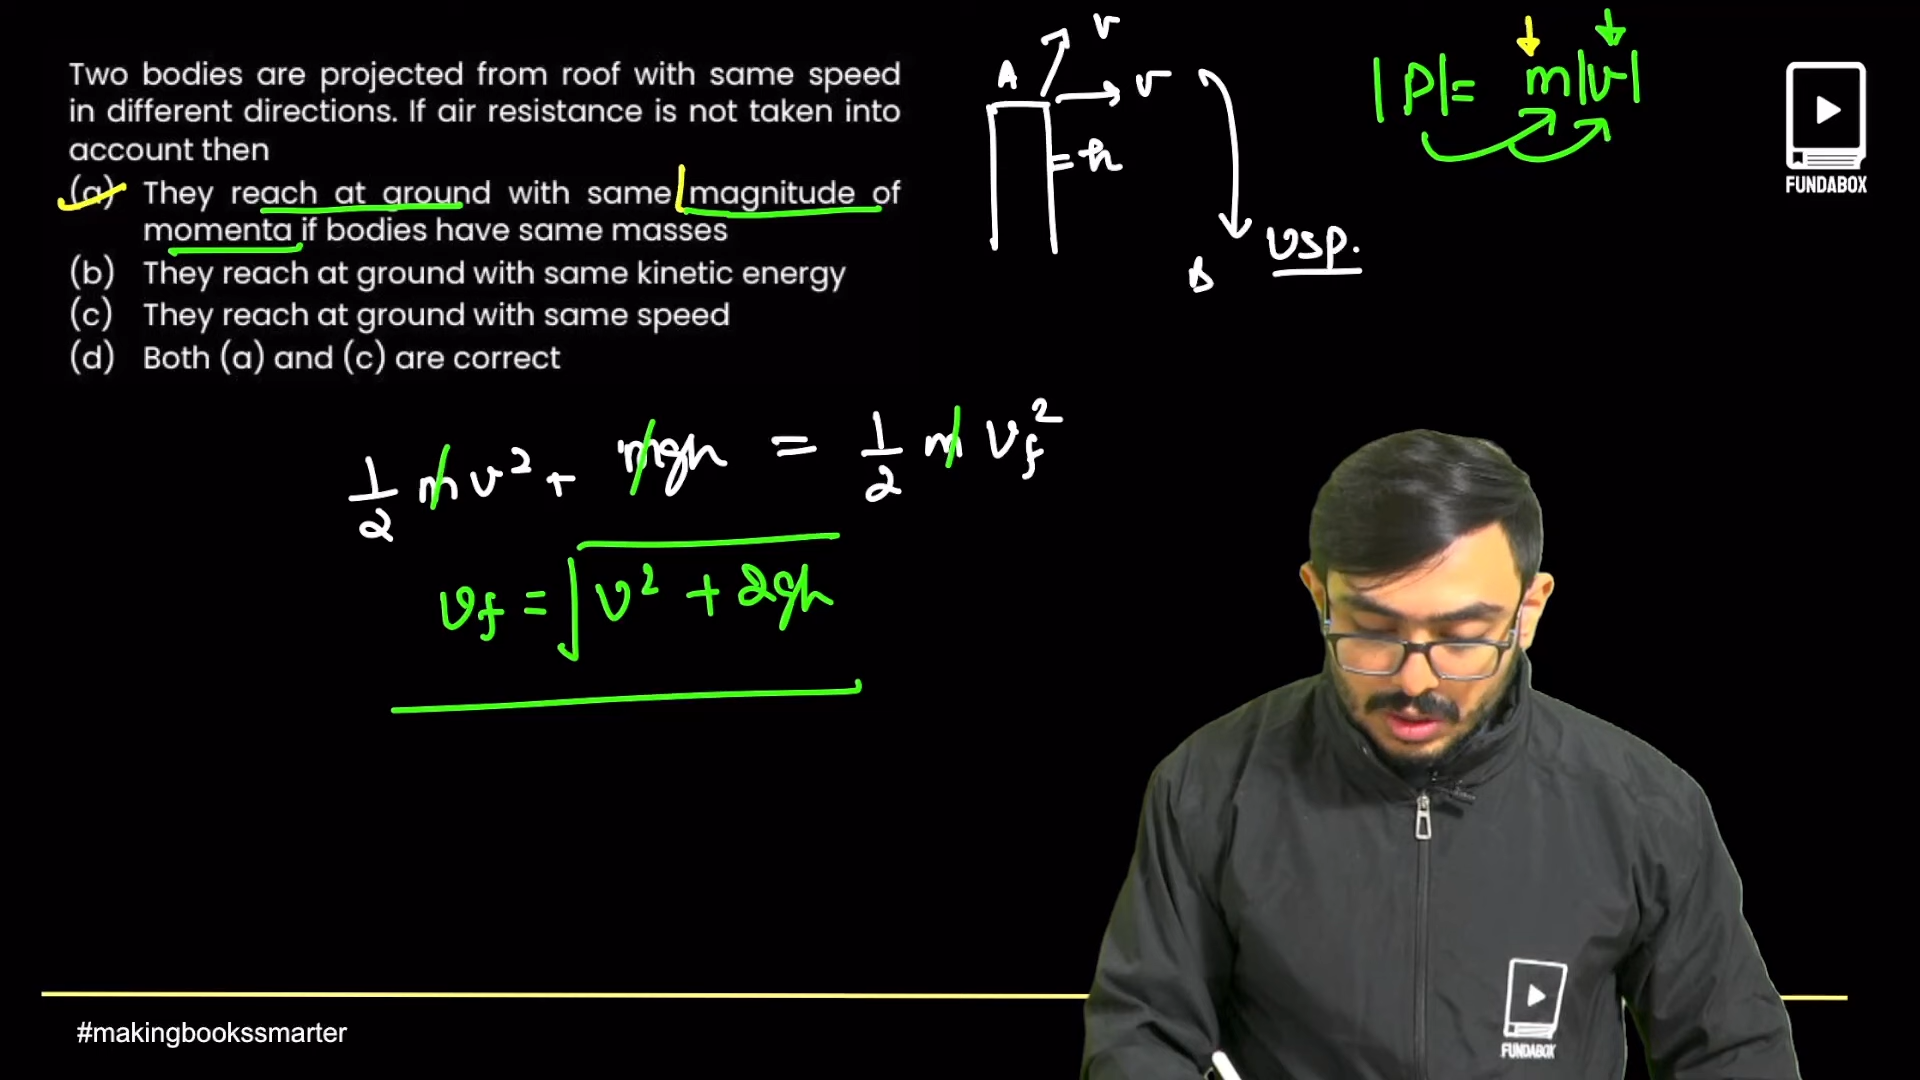 Two bodies are projected from roof with same speed
in different directions. If air resistance is not taken into
account then
(a) They reach at ground with same magnitude of
momenta if bodies have same masses
(b) They reach at ground with same kinetic energy
(c) They reach at ground with same speed
(d) Both (a) and (c) are correct
v
A
v
= h
B
|P| = m|v|
FUNDABOX
1/2 mv² + mgh = 1/2 m v_f²
v_f = √v² + 2gh
FUNDABOX
#makingbookssmarter